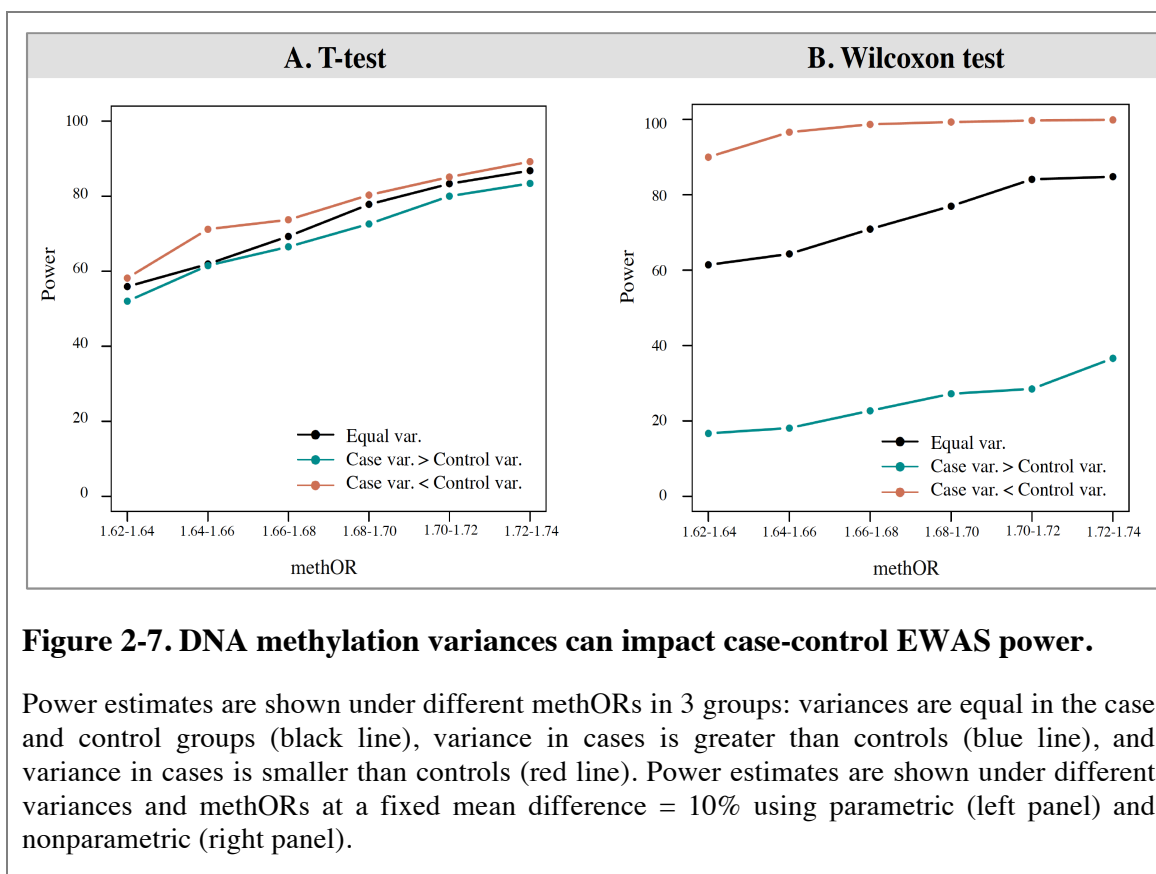 A. T-test
B. Wilcoxon test
100
80
60
40
20
0
Power
Equal var.
Case var. > Control var.
Case var. < Control var.
1.62-1.64 1.64-1.66 1.66-1.68 1.68-1.70 1.70-1.72 1.72-1.74
methOR
100
80
60
40
20
0
Power
Equal var.
Case var. > Control var.
Case var. < Control var.
1.62-1.64 1.64-1.66 1.66-1.68 1.68-1.70 1.70-1.72 1.72-1.74
methOR
Figure 2-7. DNA methylation variances can impact case-control EWAS power.
Power estimates are shown under different methORs in 3 groups: variances are equal in the case
and control groups (black line), variance in cases is greater than controls (blue line), and
variance in cases is smaller than controls (red line). Power estimates are shown under different
variances and methORs at a fixed mean difference = 10% using parametric (left panel) and
nonparametric (right panel).